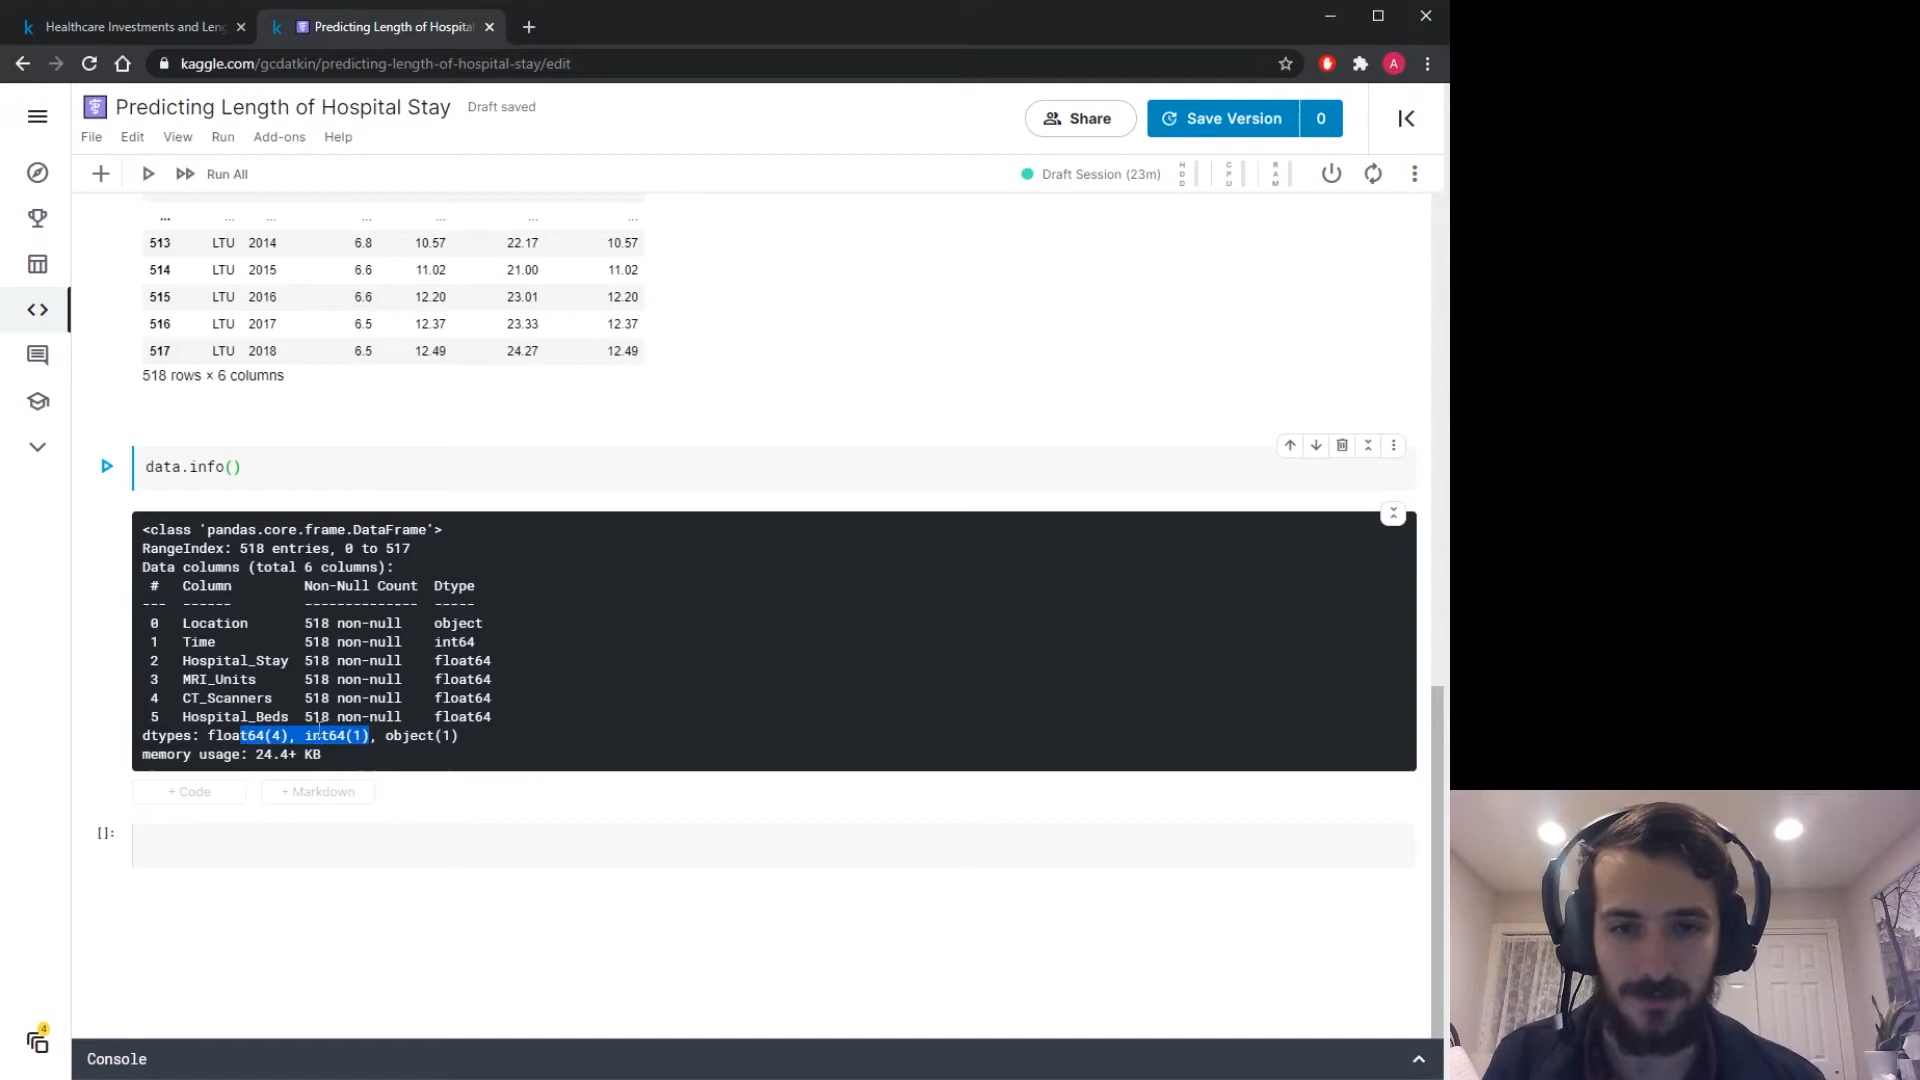 Healthcare Investments and Leng
Predicting Length of Hospital
kaggle.com/gcdatkin/predicting-length-of-hospital-stay/edit
A
Predicting Length of Hospital Stay
Draft saved
Share
Save Version
0
File
Edit
View
Run
Add-ons
Help
Run All
Draft Session (23m)
HDD
CPU
RAM
... ... ... ... ... ... ...
513 LTU 2014 6.8 10.57 22.17 10.57
514 LTU 2015 6.6 11.02 21.00 11.02
515 LTU 2016 6.6 12.20 23.01 12.20
516 LTU 2017 6.5 12.37 23.33 12.37
517 LTU 2018 6.5 12.49 24.27 12.49
518 rows × 6 columns
data.info()
<class 'pandas.core.frame.DataFrame'>
RangeIndex: 518 entries, 0 to 517
Data columns (total 6 columns):
# Column Non-Null Count Dtype
--- ------ -------------- -----
0 Location 518 non-null object
1 Time 518 non-null int64
2 Hospital_Stay 518 non-null float64
3 MRI_Units 518 non-null float64
4 CT_Scanners 518 non-null float64
5 Hospital_Beds 518 non-null float64
dtypes: float64(4), int64(1), object(1)
memory usage: 24.4+ KB
+ Code
+ Markdown
[]:
4
Console